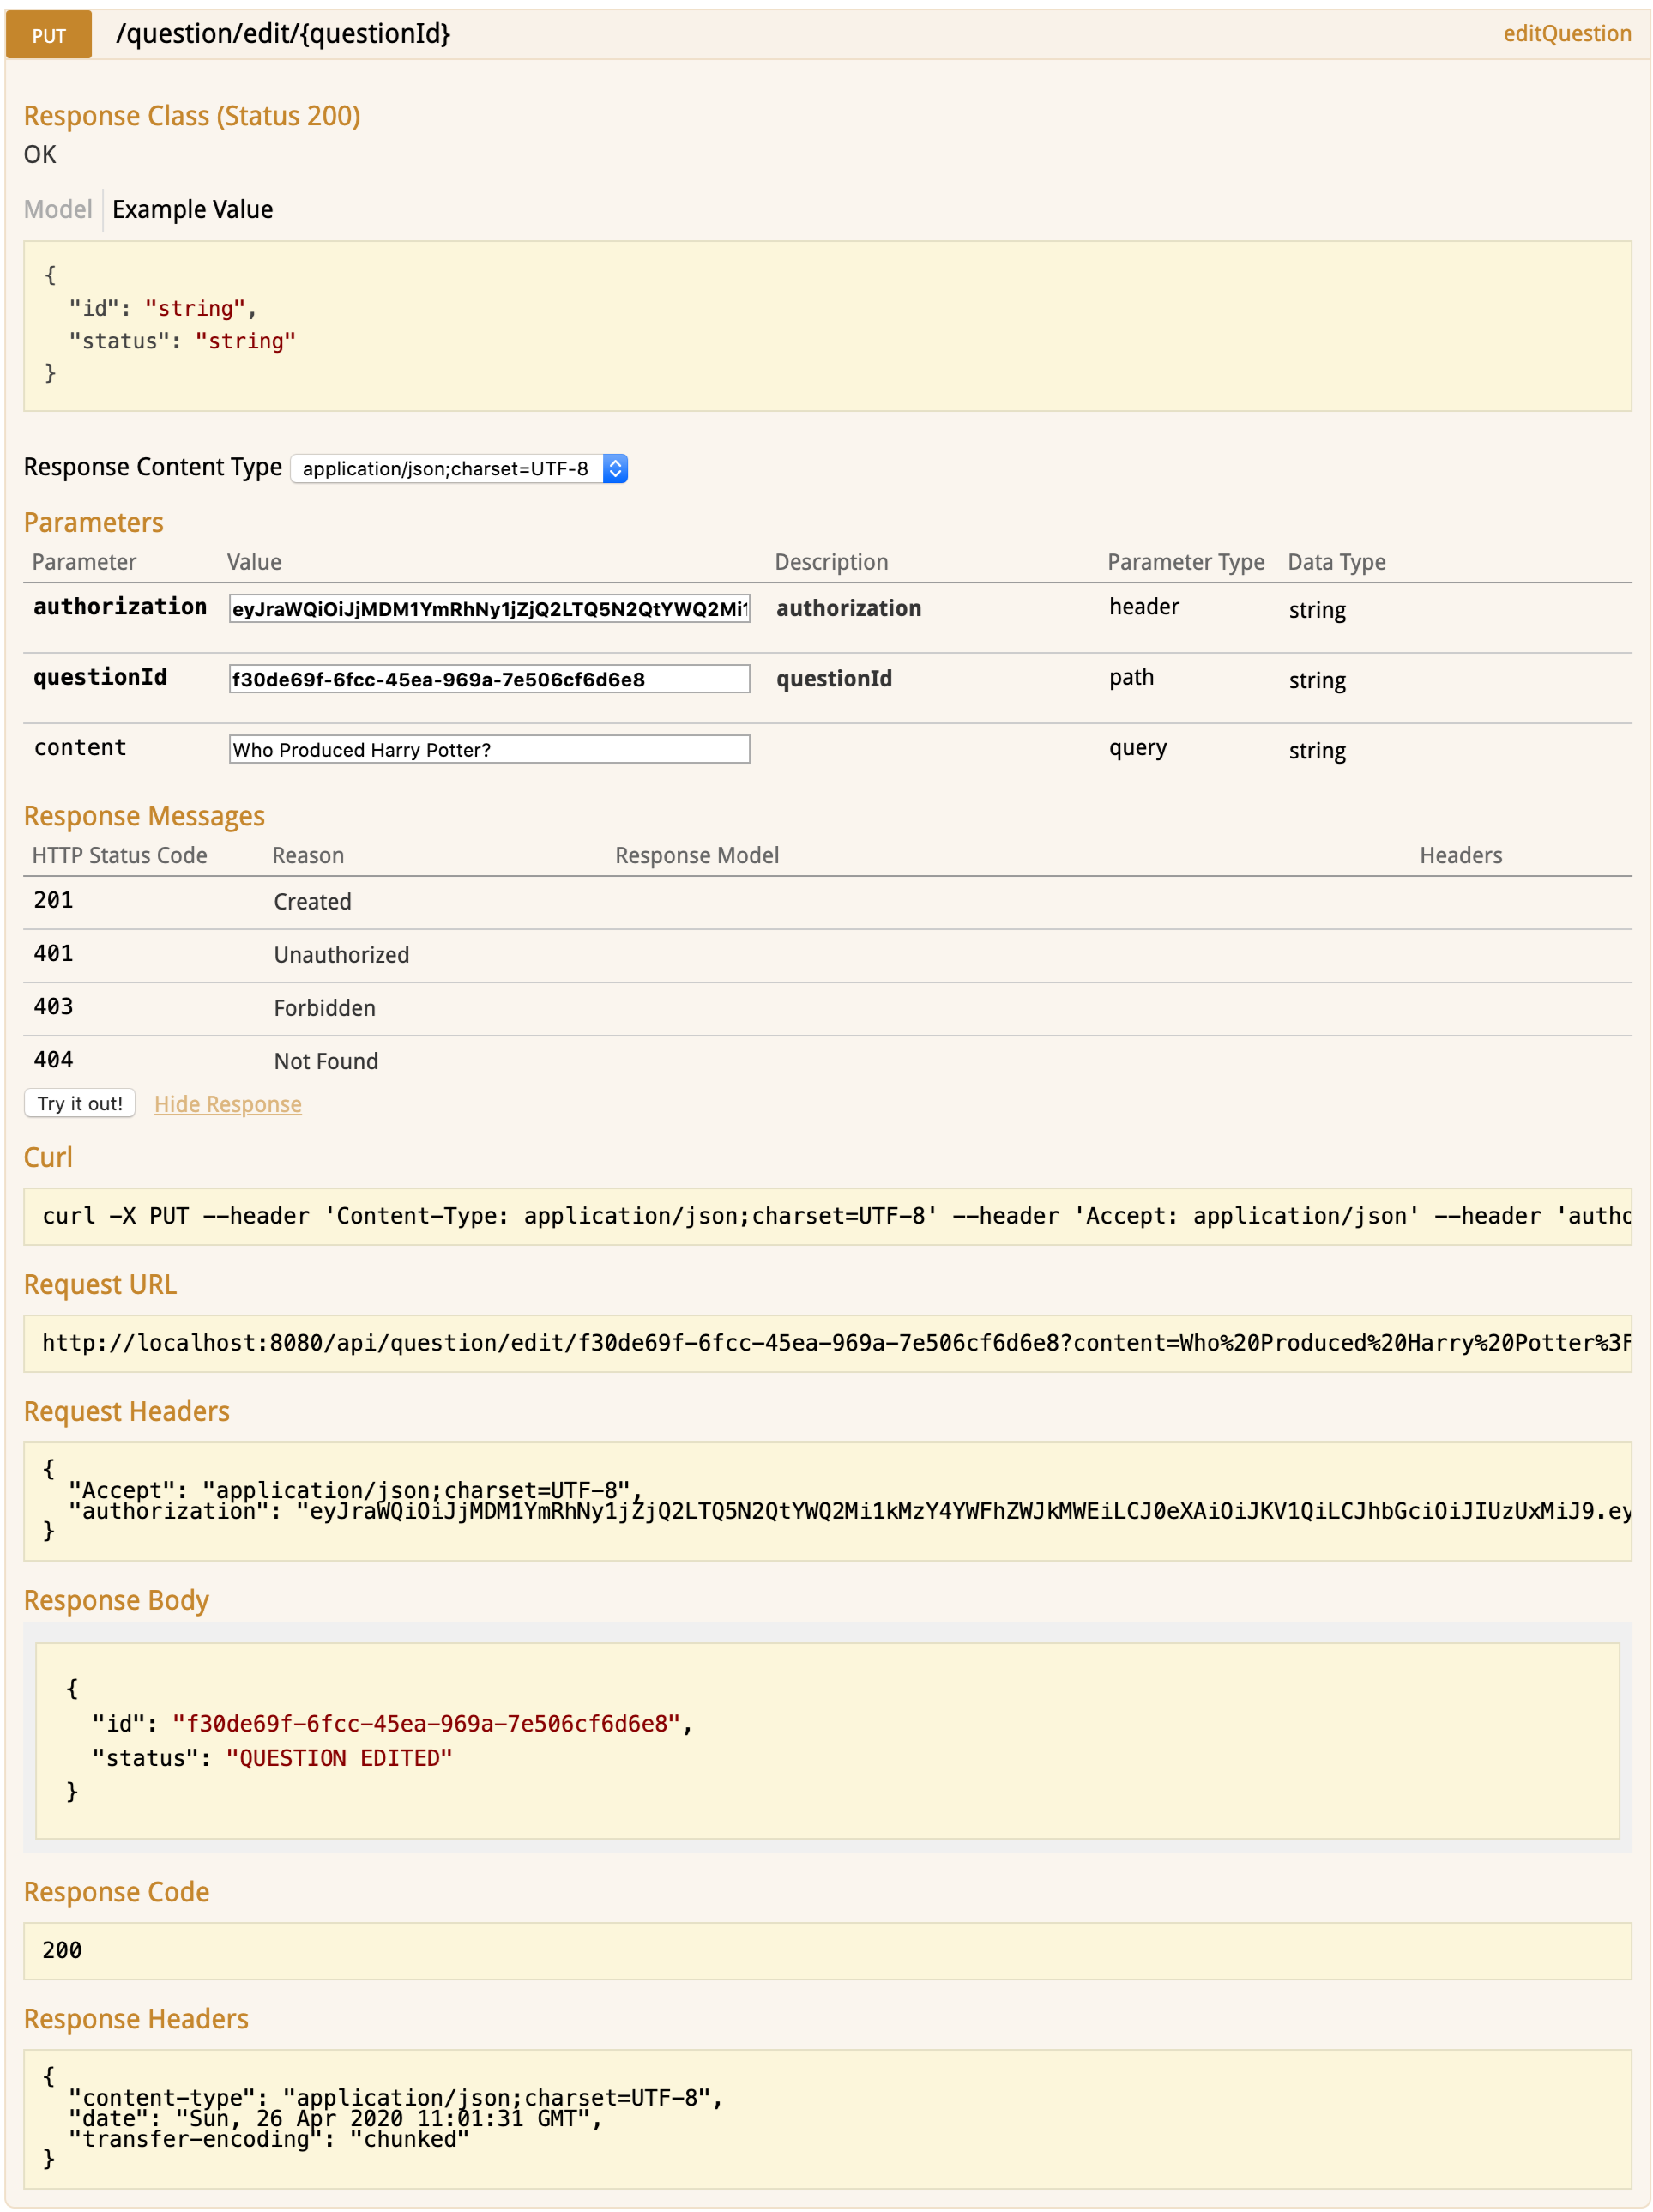 PUT /question/edit/{questionId} editQuestion
Response Class (Status 200)
OK
Model Example Value
{
"id": "string",
"status": "string"
}
Response Content Type application/json;charset=UTF-8
Parameters
Parameter Value Description Parameter Type Data Type
authorization eyJraWQiOiJjMDM1YmRhNy1jZjQ2LTQ5N2QtYWQ2Mi1 authorization header string
questionId f30de69f-6fcc-45ea-969a-7e506cf6d6e8 questionId path string
content Who Produced Harry Potter? query string
Response Messages
HTTP Status Code Reason Response Model Headers
201 Created
401 Unauthorized
403 Forbidden
404 Not Found
Try it out! Hide Response
Curl
curl -X PUT --header 'Content-Type: application/json;charset=UTF-8' --header 'Accept: application/json' --header 'autho
Request URL
http://localhost:8080/api/question/edit/f30de69f-6fcc-45ea-969a-7e506cf6d6e8?content=Who%20Produced%20Harry%20Potter%3F
Request Headers
{
"Accept": "application/json;charset=UTF-8",
"authorization": "eyJraWQiOiJjMDM1YmRhNy1jZjQ2LTQ5N2QtYWQ2Mi1kMzY4YWFhZWJkMWEiLCJ0eXAiOiJKV1QiLCJhbGciOiJIUzUxMiJ9.ey
}
Response Body
{
"id": "f30de69f-6fcc-45ea-969a-7e506cf6d6e8",
"status": "QUESTION EDITED"
}
Response Code
200
Response Headers
{
"content-type": "application/json;charset=UTF-8",
"date": "Sun, 26 Apr 2020 11:01:31 GMT",
"transfer-encoding": "chunked"
}